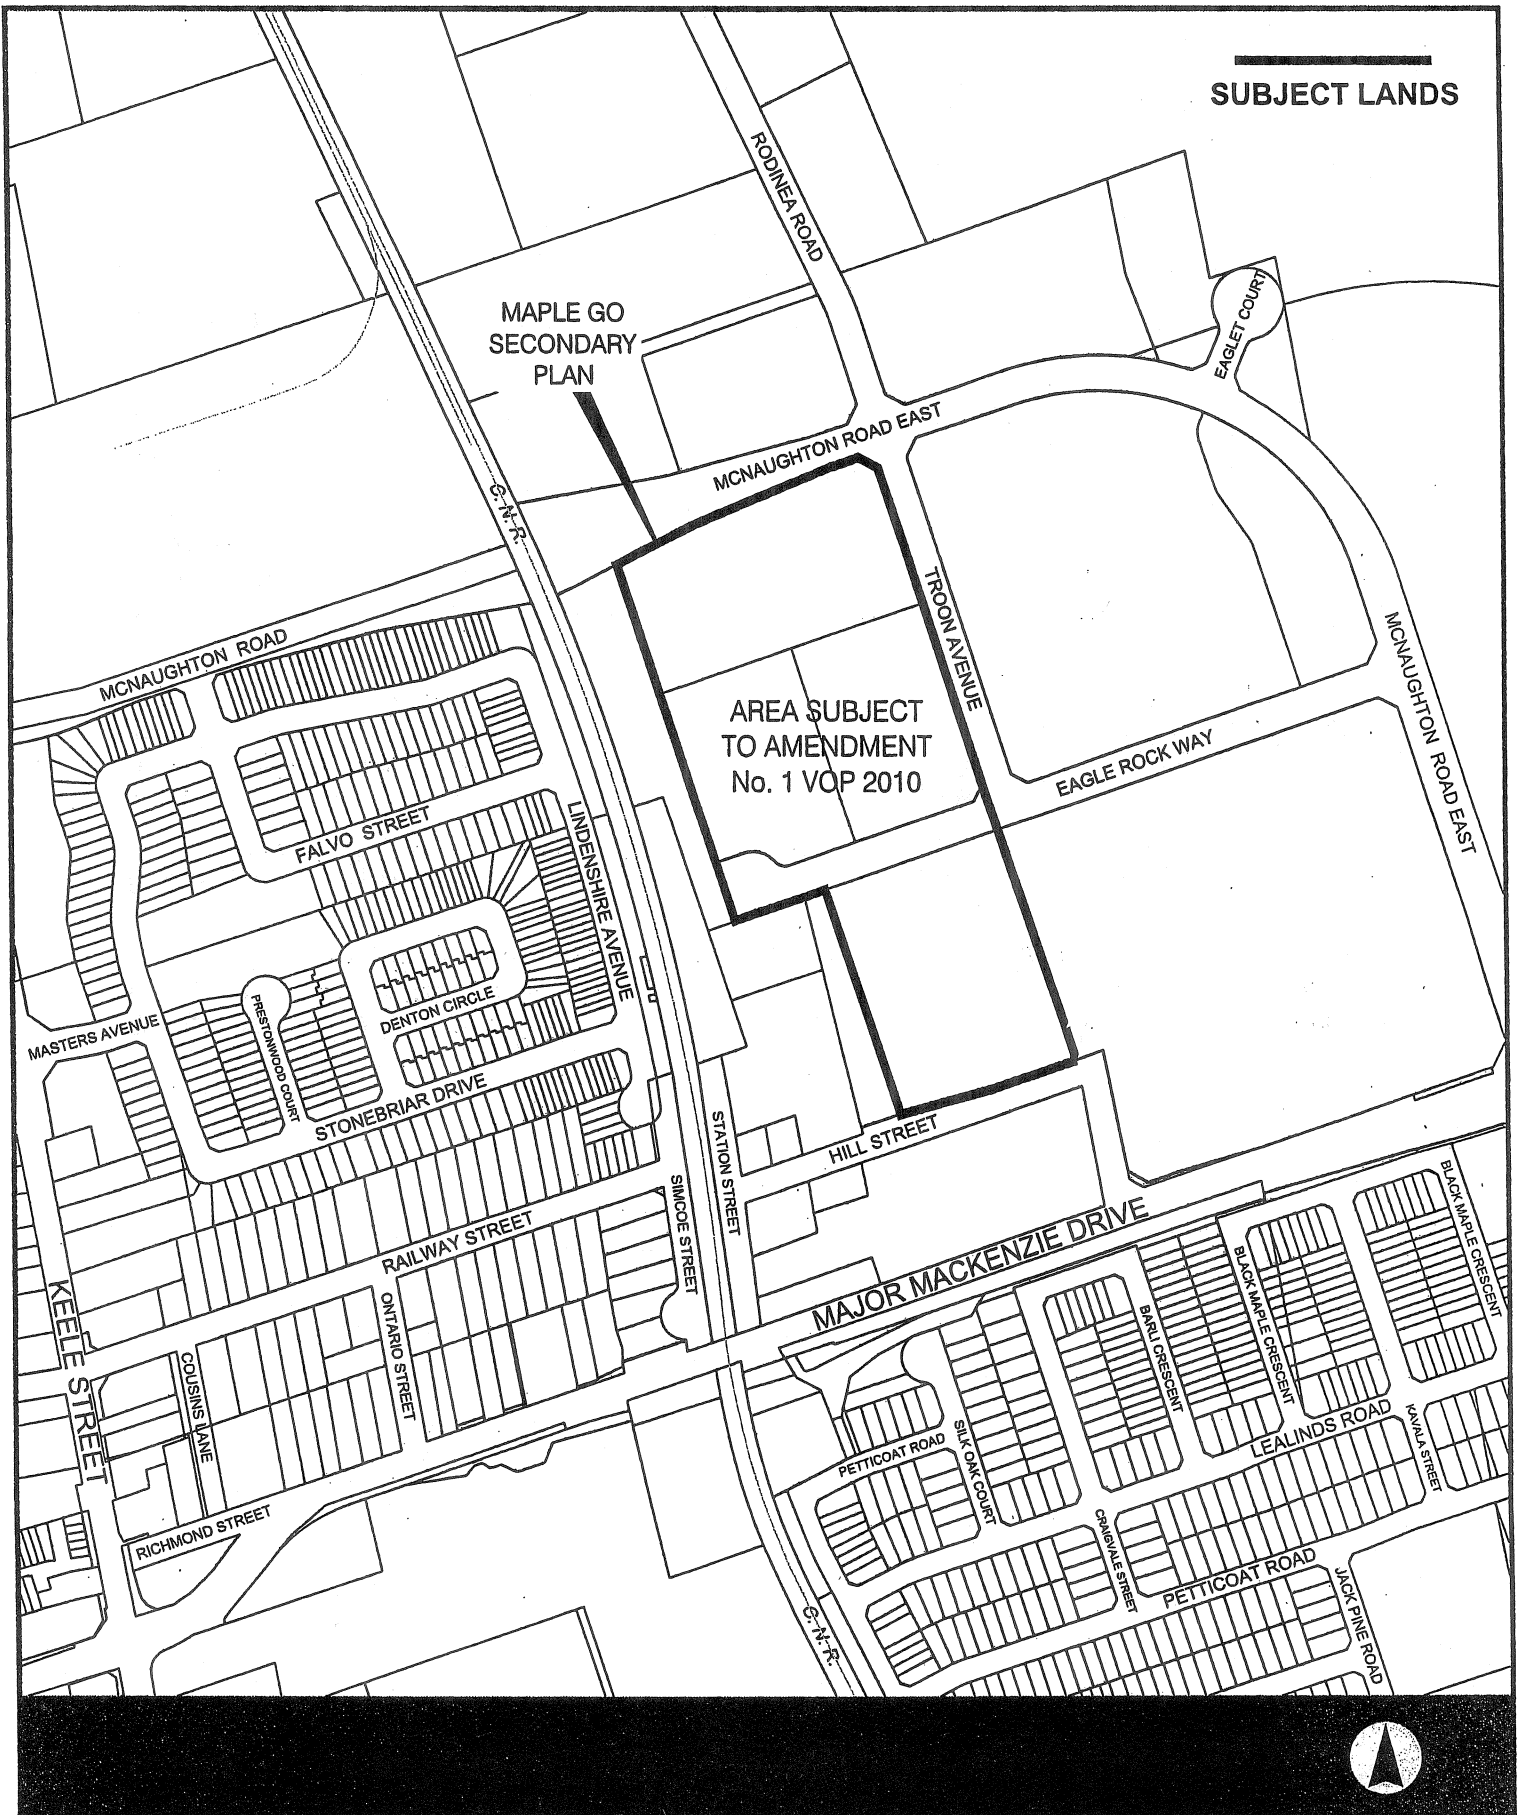 SUBJECT LANDS
RODINEA ROAD
EAGLET COURT
MAPLE GO
SECONDARY
PLAN
MCNAUGHTON ROAD EAST
C. N. R.
TROON AVENUE
MCNAUGHTON ROAD
MCNAUGHTON ROAD EAST
AREA SUBJECT
TO AMENDMENT
No. 1 VOP 2010
EAGLE ROCK WAY
FALVO STREET
LINDENSHIRE AVENUE
MASTERS AVENUE
PRESTONWOOD COURT
DENTON CIRCLE
STONEBRIAR DRIVE
STATION STREET
HILL STREET
SIMCOE STREET
RAILWAY STREET
MAJOR MACKENZIE DRIVE
BLACK MAPLE CRESCENT
BLACK MAPLE CRESCENT
KEELE STREET
ONTARIO STREET
BARLI CRESCENT
COUSINS LANE
LEALINDS ROAD
KAVALA STREET
PETTICOAT ROAD
SILK OAK COURT
RICHMOND STREET
CRAIGVALE STREET
PETTICOAT ROAD
JACK PINE ROAD
C. N. R.